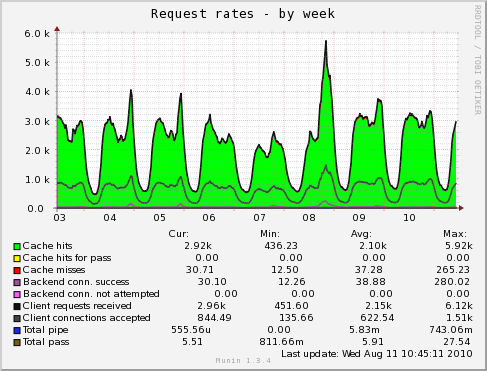 Request rates - by week
RRDTOOL / TOBI OETIKER
6.0 k
5.0 k
4.0 k
3.0 k
2.0 k
1.0 k
0.0
03 04 05 06 07 08 09 10
Cur: Min: Avg: Max:
Cache hits 2.92k 436.23 2.10k 5.92k
Cache hits for pass 0.00 0.00 0.00 0.00
Cache misses 30.71 12.50 37.28 265.23
Backend conn. success 30.10 12.26 38.88 280.02
Backend conn. not attempted 0.00 0.00 0.00 0.00
Client requests received 2.96k 451.60 2.15k 6.12k
Client connections accepted 844.49 135.66 622.54 1.51k
Total pipe 555.56u 0.00 5.83m 743.06m
Total pass 5.51 811.66m 5.91 27.54
Last update: Wed Aug 11 10:45:11 2010
Munin 1.3.4